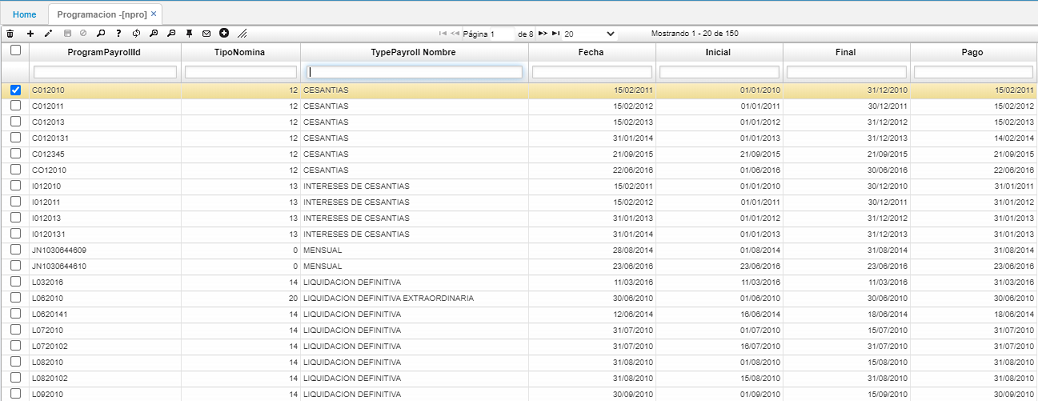 Home Programacion -[npro] ×
Página 1 de 8 20 Mostrando 1 - 20 de 150
ProgramPayrollId TipoNomina TypePayroll Nombre Fecha Inicial Final Pago
C012010 12 CESANTIAS 15/02/2011 01/01/2010 31/12/2010 15/02/2011
C012011 12 CESANTIAS 15/02/2012 01/01/2011 30/12/2011 15/02/2012
C012013 12 CESANTIAS 15/02/2013 01/01/2012 31/12/2012 15/02/2013
C0120131 12 CESANTIAS 31/01/2014 01/01/2013 31/12/2013 14/02/2014
C012345 12 CESANTIAS 21/09/2015 21/09/2015 21/09/2015 21/09/2015
CO12010 12 CESANTIAS 22/06/2016 01/06/2016 30/06/2016 22/06/2016
I012010 13 INTERESES DE CESANTIAS 15/02/2011 01/01/2010 30/12/2010 31/01/2011
I012011 13 INTERESES DE CESANTIAS 15/02/2012 01/01/2011 30/12/2011 31/01/2012
I012013 13 INTERESES DE CESANTIAS 31/01/2013 01/01/2012 31/12/2012 31/01/2013
I0120131 13 INTERESES DE CESANTIAS 31/01/2014 01/01/2013 31/12/2013 31/01/2013
JN1030644609 0 MENSUAL 28/08/2014 01/08/2014 31/08/2014 31/08/2014
JN1030644610 0 MENSUAL 23/06/2016 23/06/2016 23/06/2016 23/06/2016
L032016 14 LIQUIDACION DEFINITIVA 11/03/2016 11/03/2016 11/03/2016 31/03/2016
L062010 20 LIQUIDACION DEFINITIVA EXTRAORDINARIA 30/06/2010 01/06/2010 30/06/2010 30/06/2010
L0620141 14 LIQUIDACION DEFINITIVA 12/06/2014 16/06/2014 18/06/2014 18/06/2014
L072010 14 LIQUIDACION DEFINITIVA 31/07/2010 01/07/2010 15/07/2010 31/07/2010
L0720102 14 LIQUIDACION DEFINITIVA 31/07/2010 16/07/2010 31/07/2010 31/07/2010
L082010 14 LIQUIDACION DEFINITIVA 31/08/2010 01/08/2010 15/08/2010 31/08/2010
L0820102 14 LIQUIDACION DEFINITIVA 31/08/2010 15/08/2010 31/08/2010 31/08/2010
L092010 14 LIQUIDACION DEFINITIVA 30/09/2010 01/09/2010 15/09/2010 30/09/2010